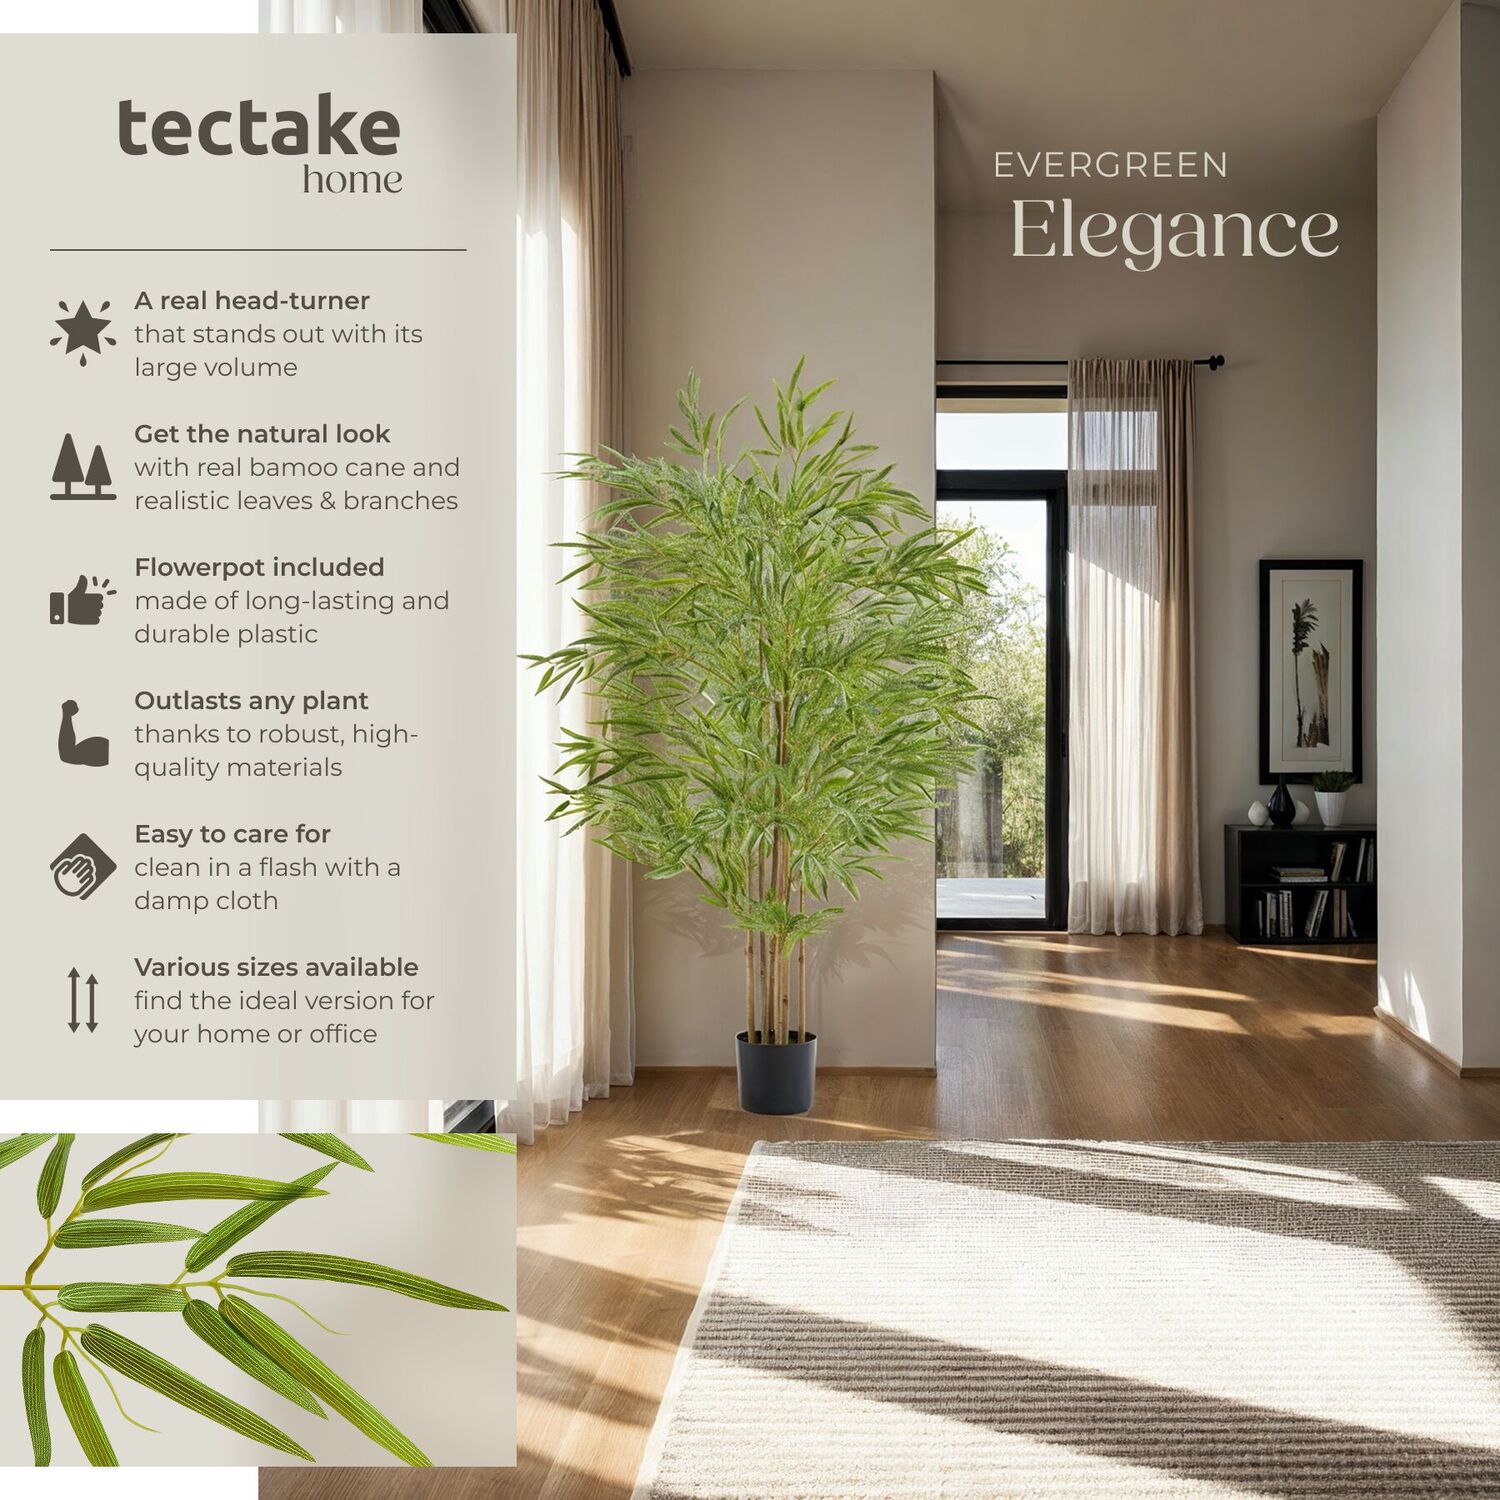 tectake
home
A real head-turner
that stands out with its
large volume
Get the natural look
with real bamoo cane and
realistic leaves & branches
Flowerpot included
made of long-lasting and
durable plastic
Outlasts any plant
thanks to robust, high-
quality materials
Easy to care for
clean in a flash with a
damp cloth
Various sizes available
find the ideal version for
your home or office
EVERGREEN
Elegance